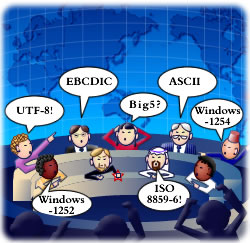 EBCDIC
ASCII
UTF-8!
Big5?
Windows
-1254
Windows
-1252
ISO
8859-6!